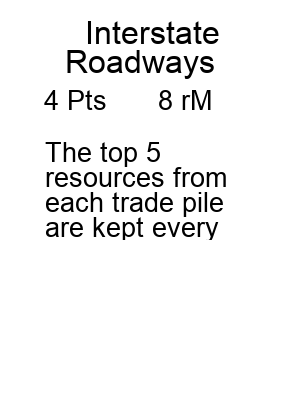 Interstate
Roadways
4 Pts 8 rM
The top 5
resources from
each trade pile
are kept every